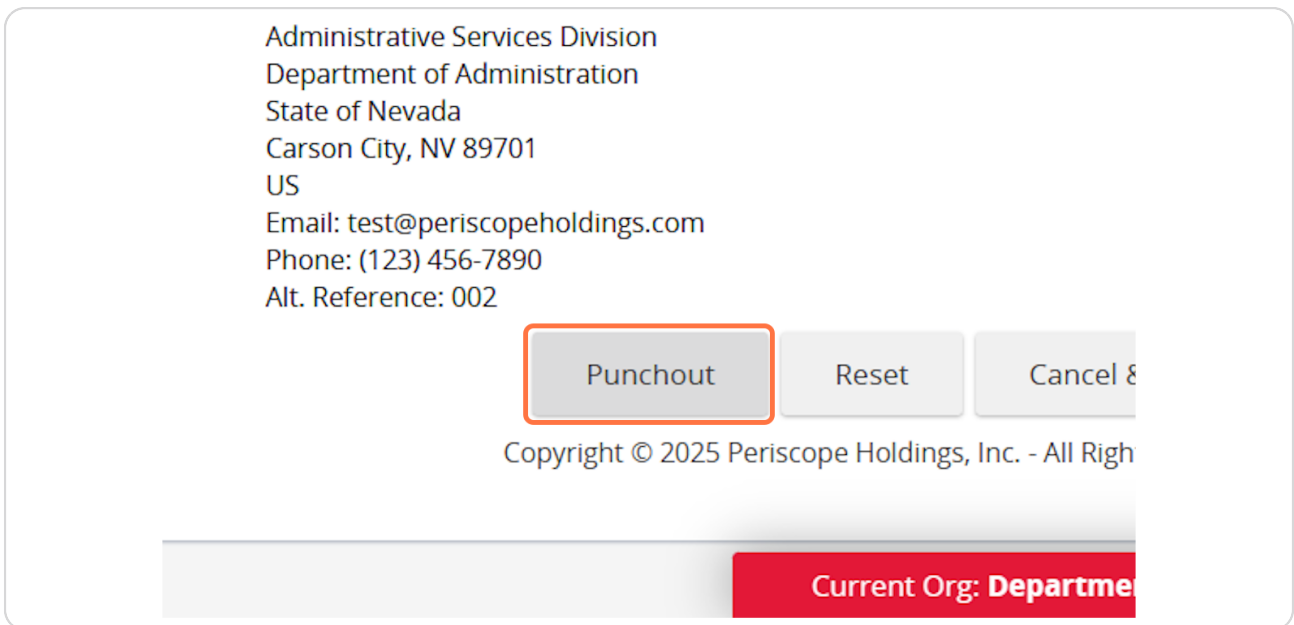 Administrative Services Division
Department of Administration
State of Nevada
Carson City, NV 89701
US
Email: test@periscopeholdings.com
Phone: (123) 456-7890
Alt. Reference: 002
Punchout Reset Cancel &
Copyright © 2025 Periscope Holdings, Inc. - All
Current Org: